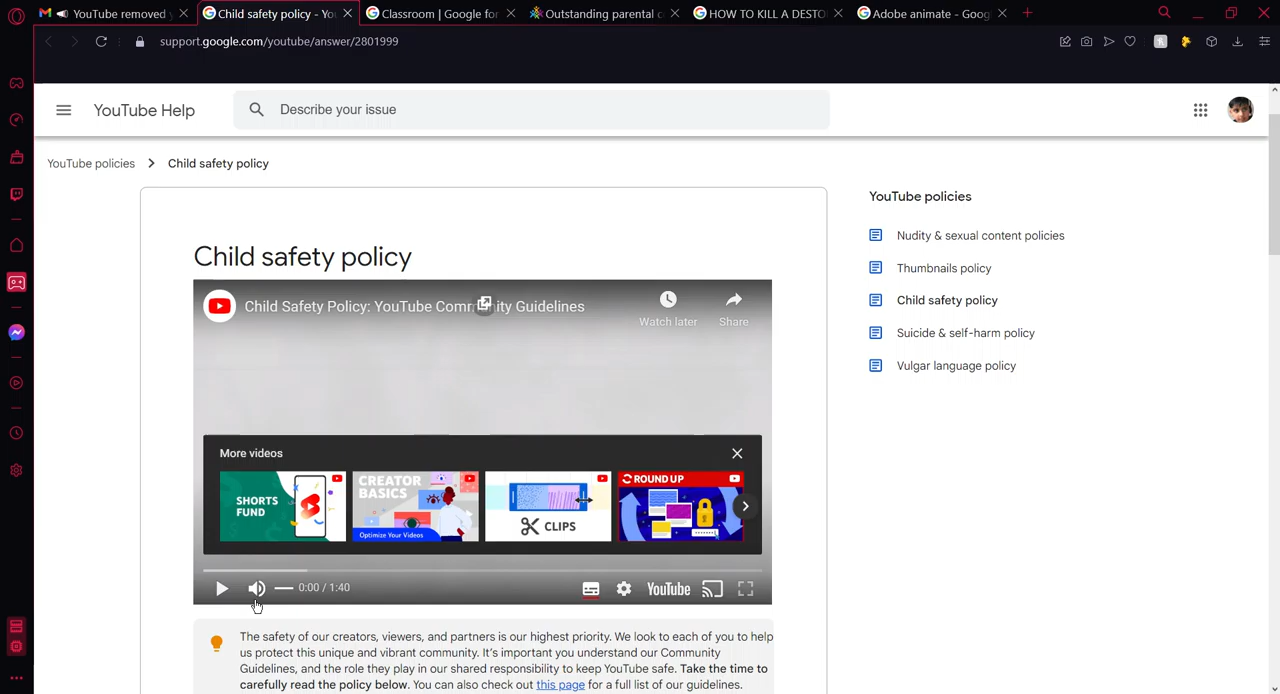 YouTube removed y
Child safety policy - You
Classroom | Google for
Outstanding parental c
HOW TO KILL A DESTO
Adobe animate - Goog
support.google.com/youtube/answer/2801999
YouTube Help
Describe your issue
YouTube policies > Child safety policy
Child safety policy
Child Safety Policy: YouTube Community Guidelines
Watch later
Share
More videos
SHORTS
FUND
CREATOR
BASICS
Optimize Your Videos
CLIPS
ROUND UP
0:00 / 1:40
YouTube
The safety of our creators, viewers, and partners is our highest priority. We look to each of you to help
us protect this unique and vibrant community. It's important you understand our Community
Guidelines, and the role they play in our shared responsibility to keep YouTube safe. Take the time to
carefully read the policy below. You can also check out this page for a full list of our guidelines.
YouTube policies
Nudity & sexual content policies
Thumbnails policy
Child safety policy
Suicide & self-harm policy
Vulgar language policy